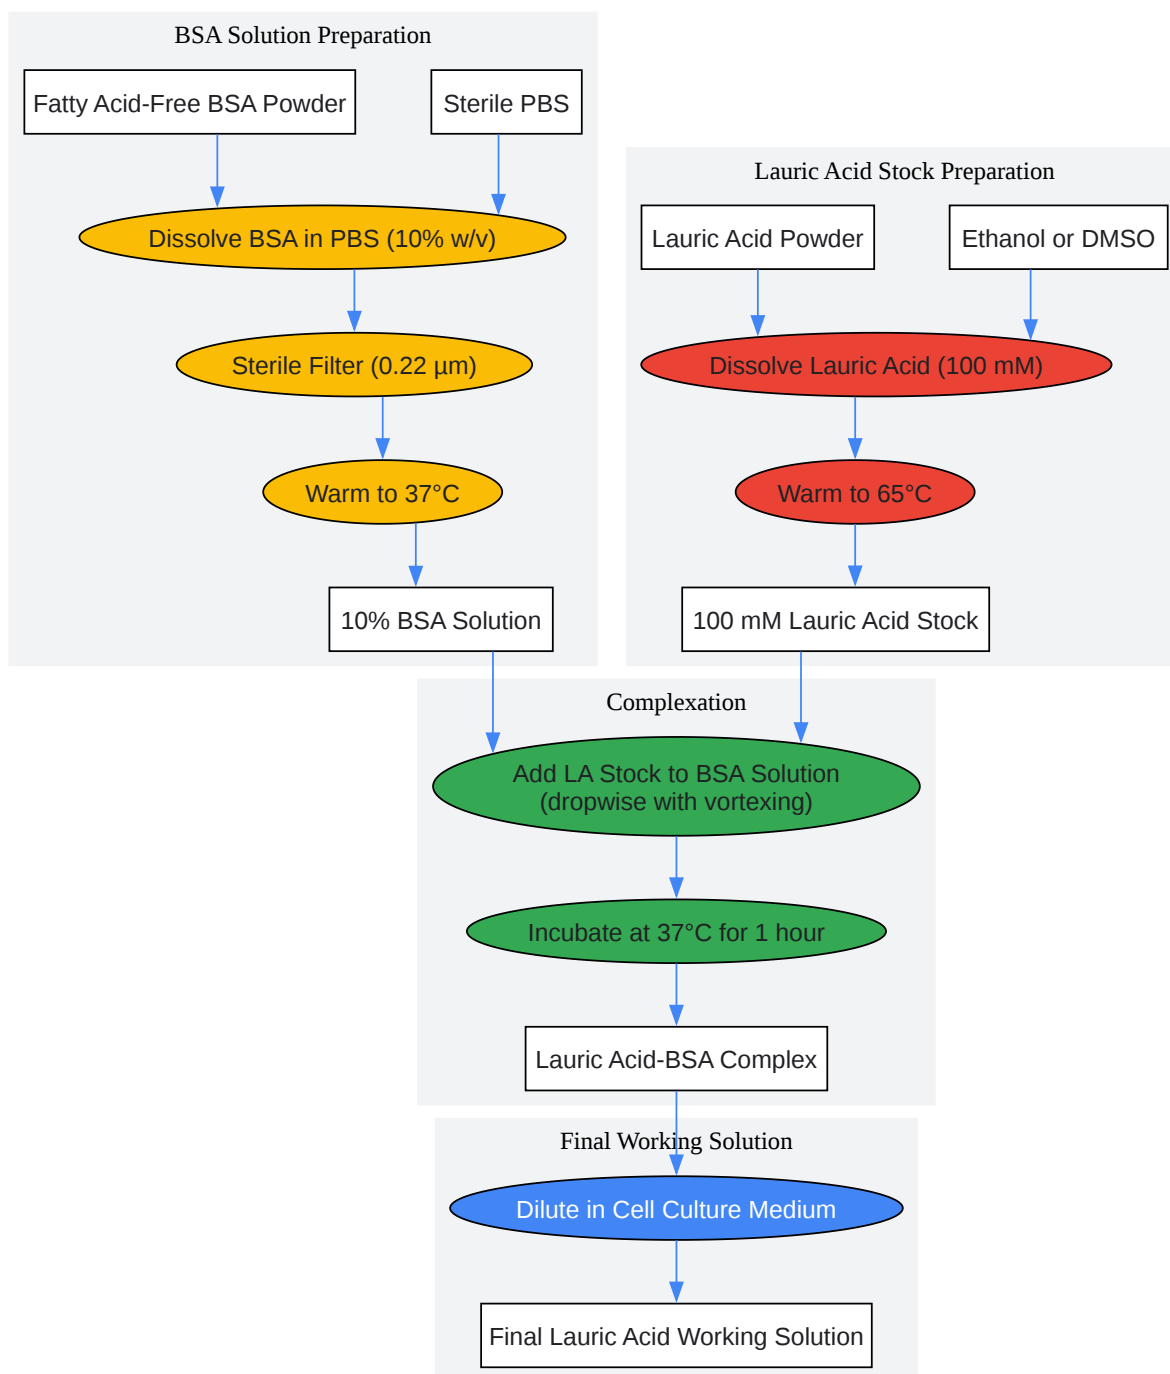 BSA Solution Preparation
Fatty Acid-Free BSA Powder
Sterile PBS
Dissolve BSA in PBS (10% w/v)
Sterile Filter (0.22 µm)
Warm to 37°C
10% BSA Solution
Lauric Acid Stock Preparation
Lauric Acid Powder
Ethanol or DMSO
Dissolve Lauric Acid (100 mM)
Warm to 65°C
100 mM Lauric Acid Stock
Complexation
Add LA Stock to BSA Solution
(dropwise with vortexing)
Incubate at 37°C for 1 hour
Lauric Acid-BSA Complex
Final Working Solution
Dilute in Cell Culture Medium
Final Lauric Acid Working Solution